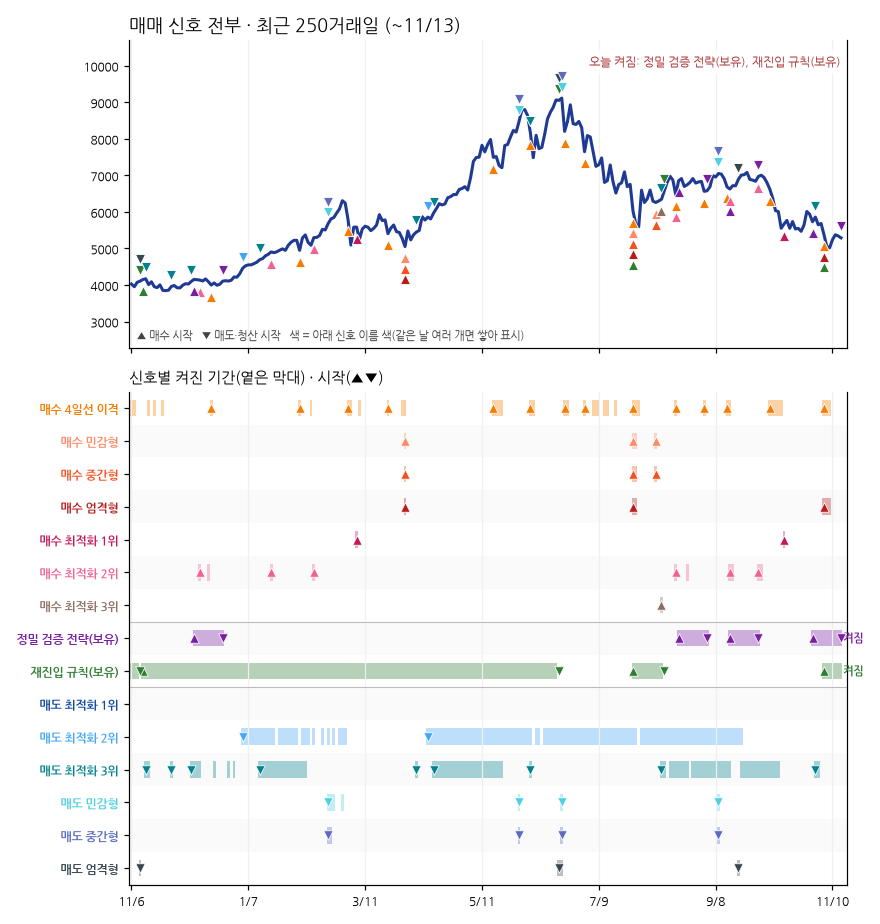 매매 신호 전부 · 최근 250거래일 (~11/13)
오늘 켜짐: 정밀 검증 전략(보유), 재진입 규칙(보유)
10000
9000
8000
7000
6000
5000
4000
3000
▲ 매수 시작 ▼ 매도·청산 시작 색 = 아래 신호 이름 색(같은 날 여러 개면 쌓아 표시)
신호별 켜진 기간(옅은 막대) · 시작(▲▼)
매수 4일선 이격
매수 민감형
매수 중간형
매수 엄격형
매수 최적화 1위
매수 최적화 2위
매수 최적화 3위
정밀 검증 전략(보유) 켜짐
재진입 규칙(보유) 켜짐
매도 최적화 1위
매도 최적화 2위
매도 최적화 3위
매도 민감형
매도 중간형
매도 엄격형
11/6 1/7 3/11 5/11 7/9 9/8 11/10